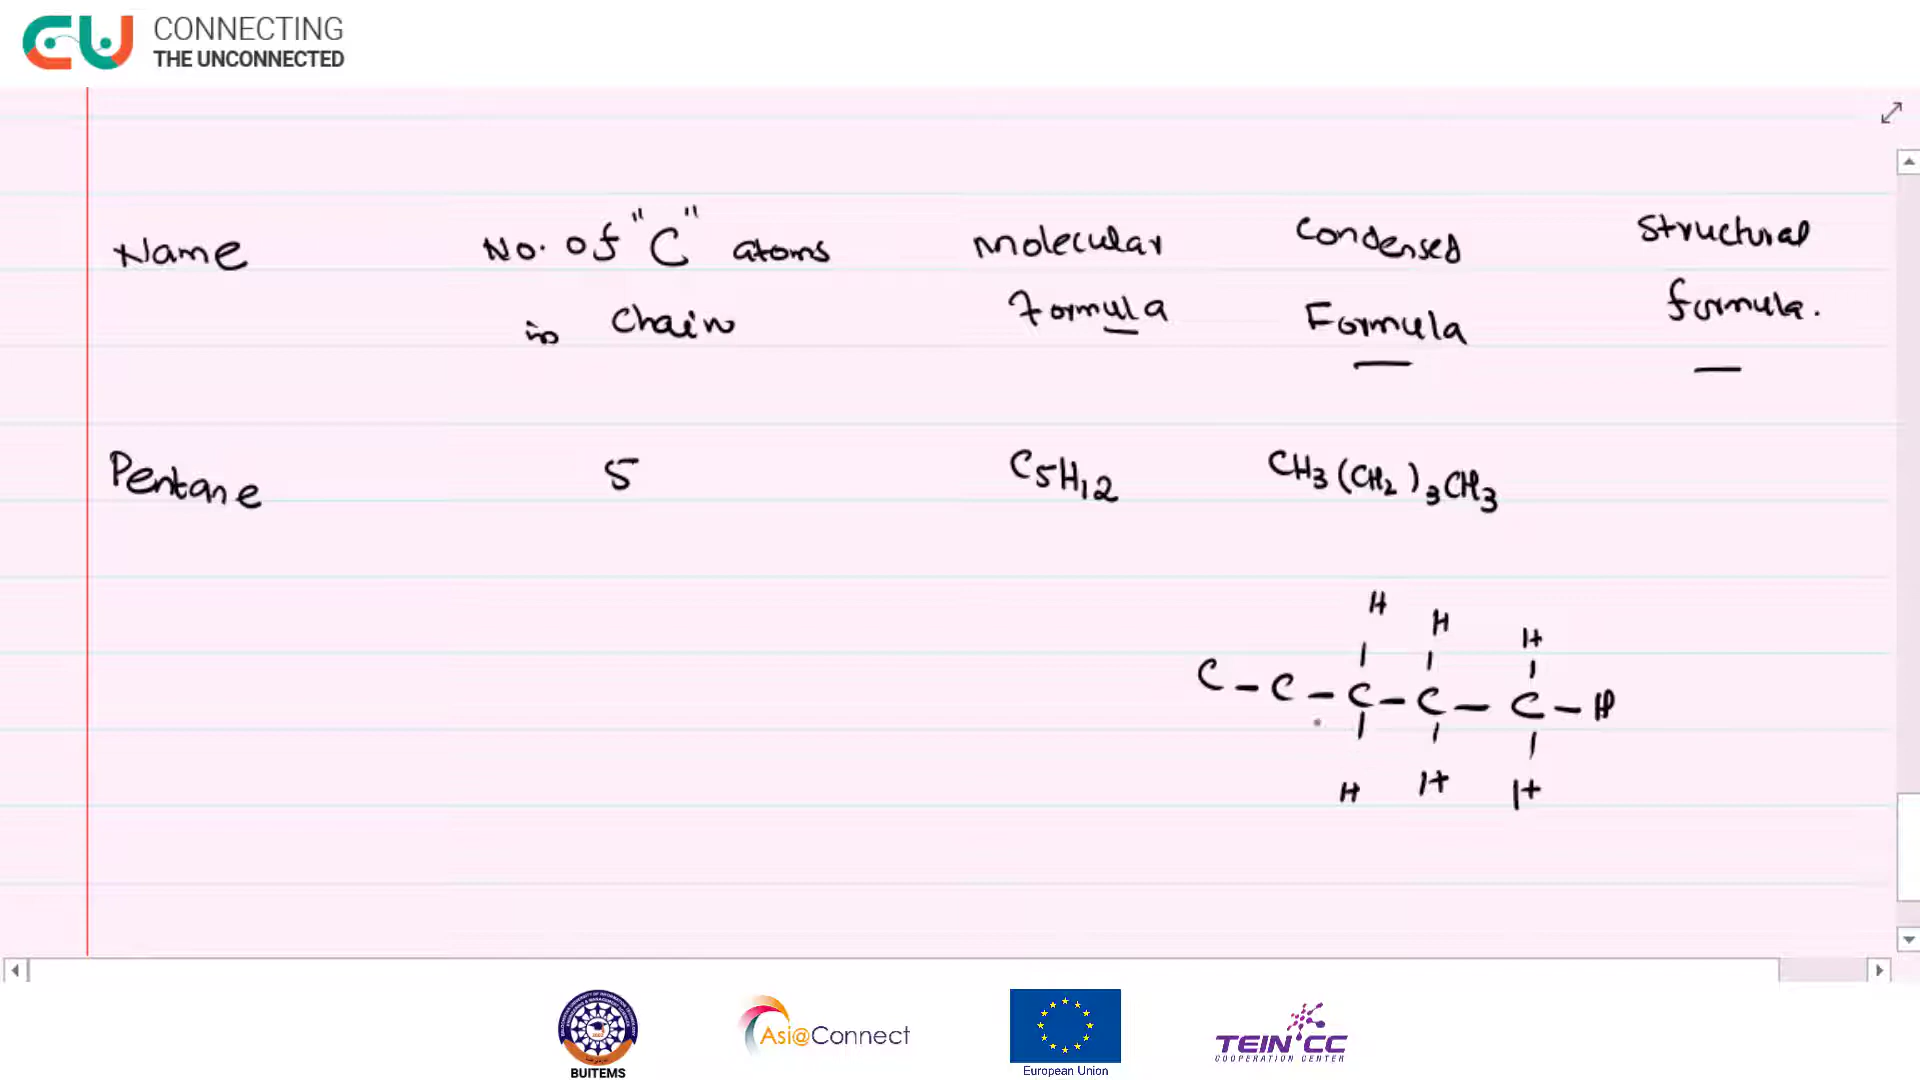 CONNECTING
THE UNCONNECTED
Name No. of "C" atoms in Chain Molecular Formula Condensed Formula Structural formula.
Pentane 5 C5H12 CH3(CH2)3CH3
H H H
C - C - C - C - C - H
H H H
BUITEMS
Asi@Connect
European Union
TEIN*CC
COOPERATION CENTER